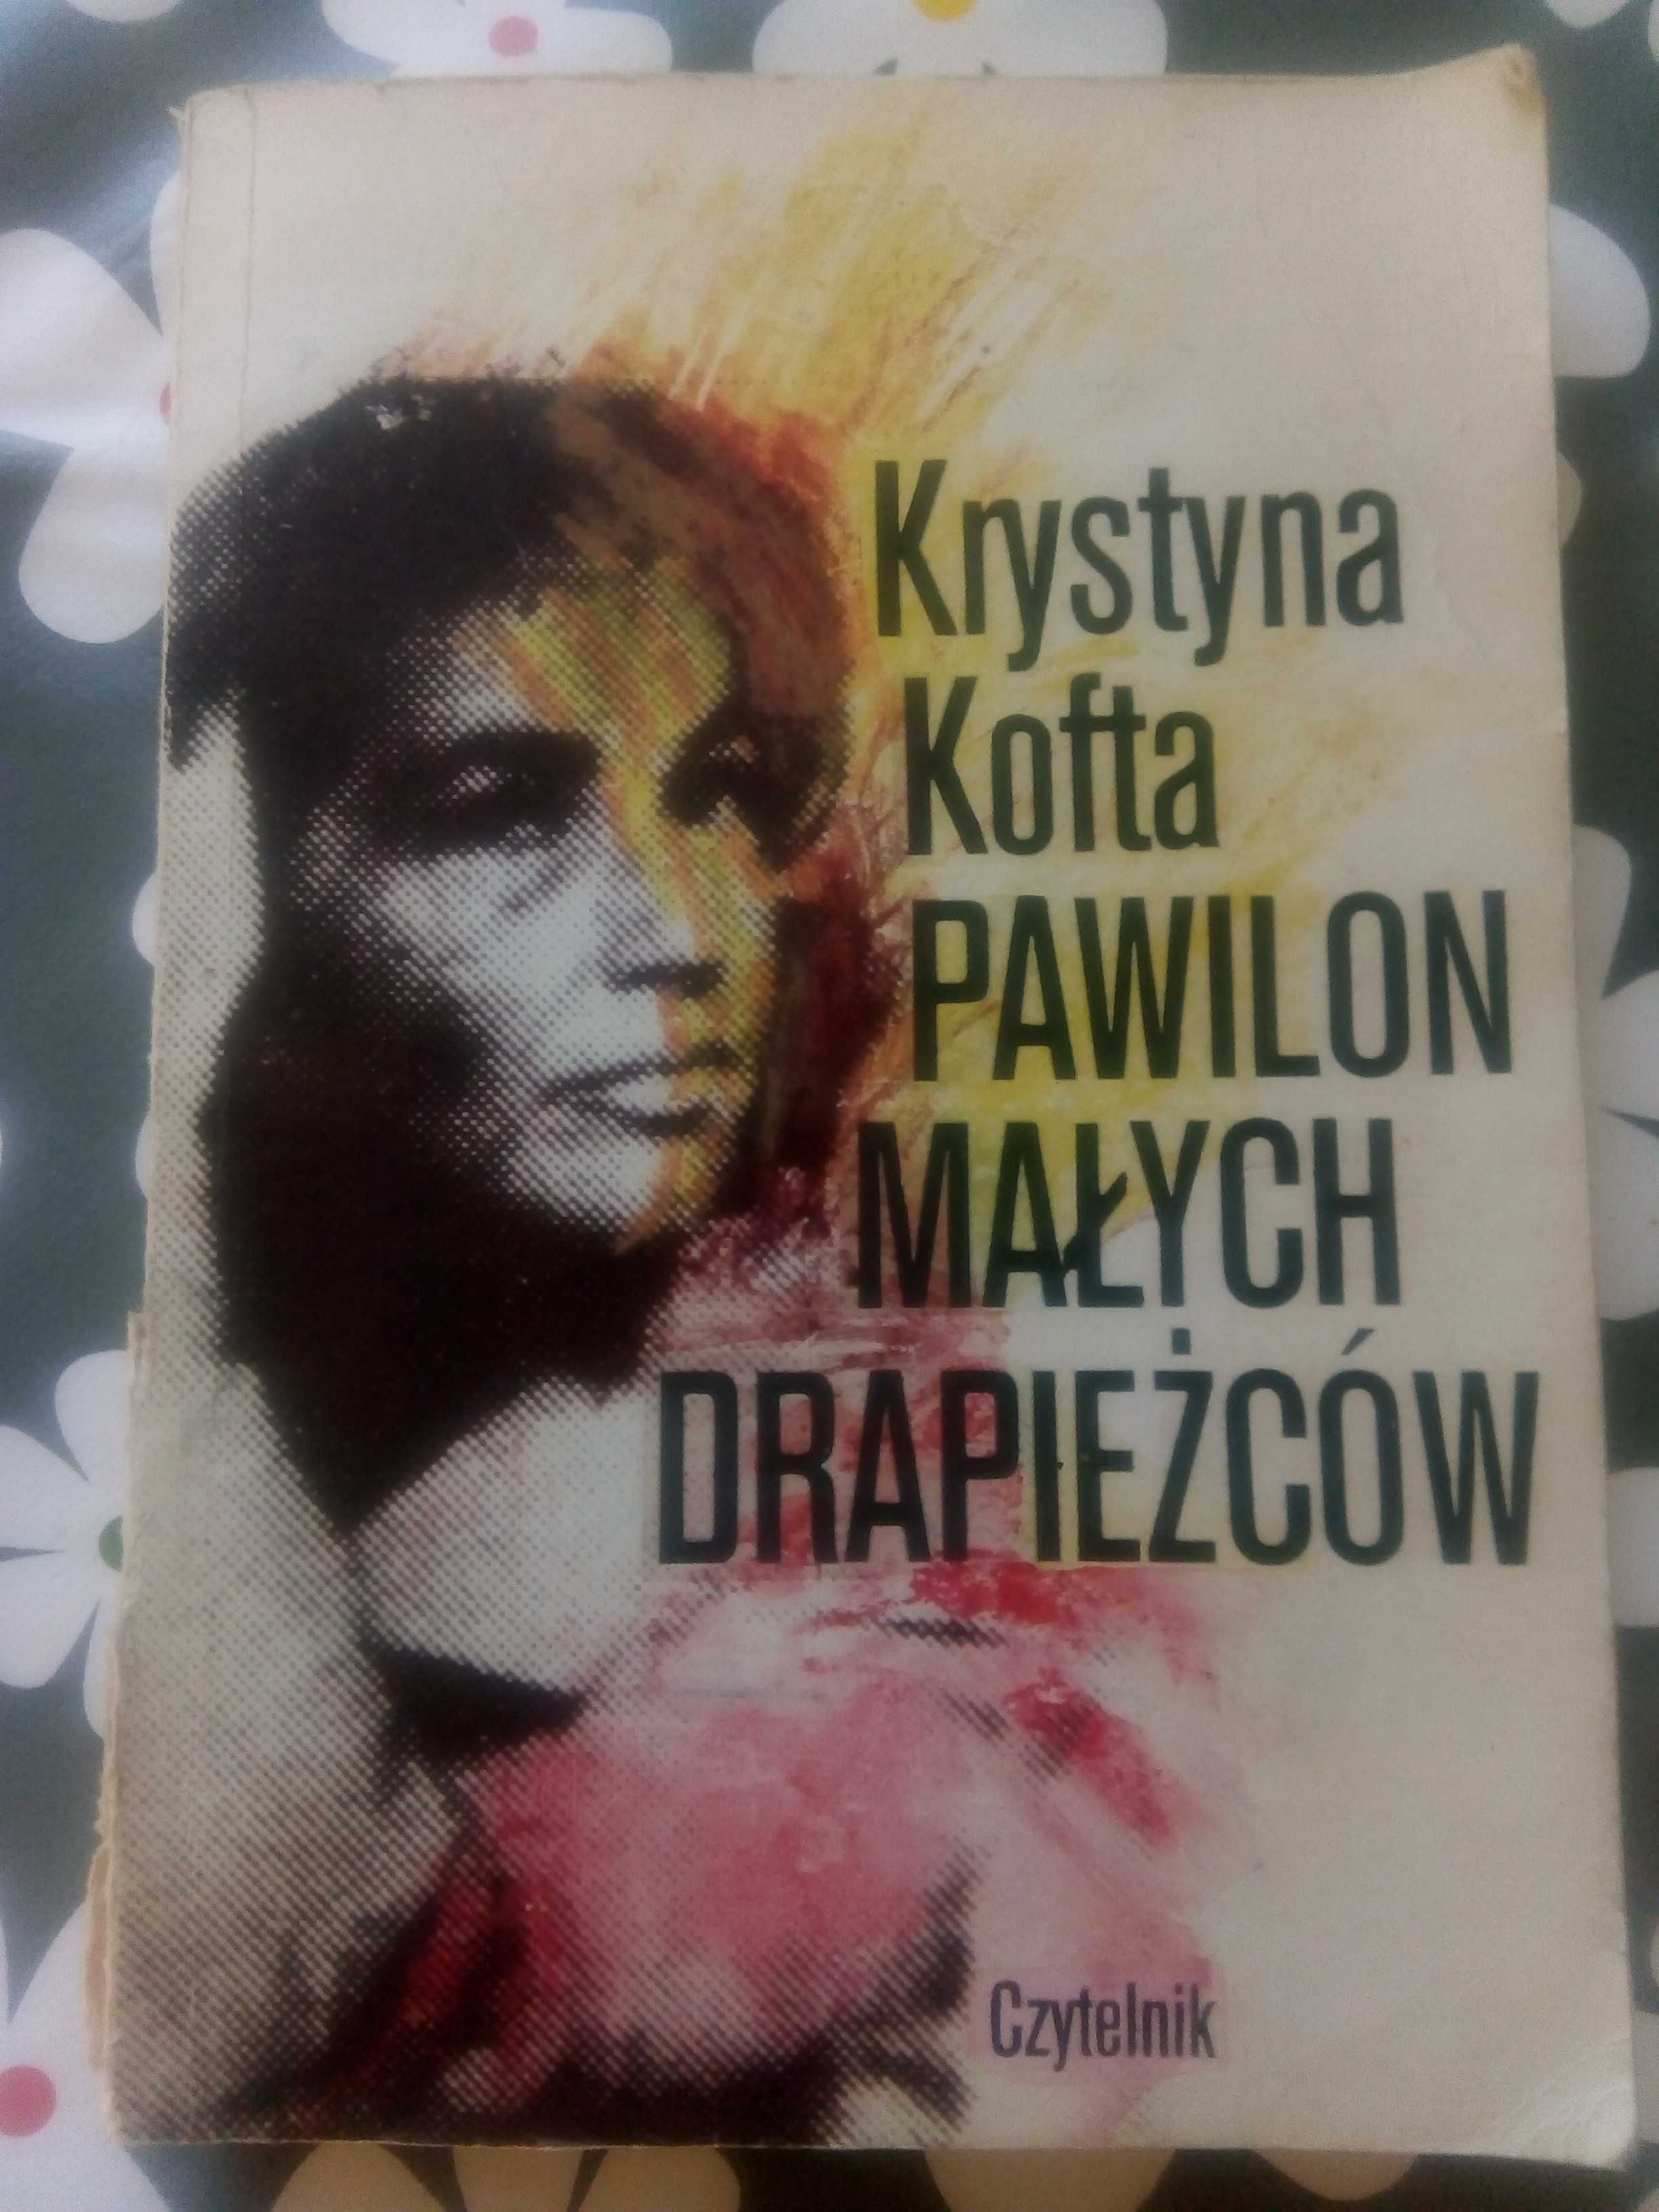 Krystyna
Kofta
PAWILON
MAŁYCH
DRAPIEŻCÓW
Czytelnik